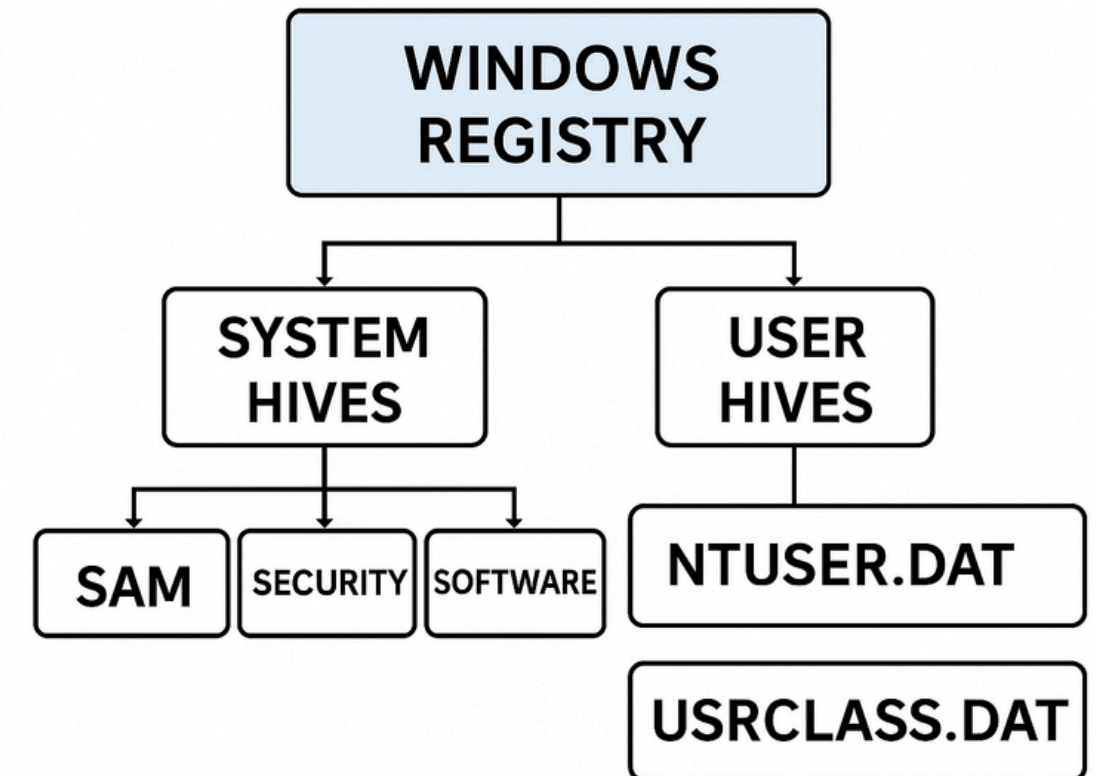 WINDOWS
REGISTRY
SYSTEM
HIVES
USER
HIVES
SAM
SECURITY
SOFTWARE
NTUSER.DAT
USRCLASS.DAT